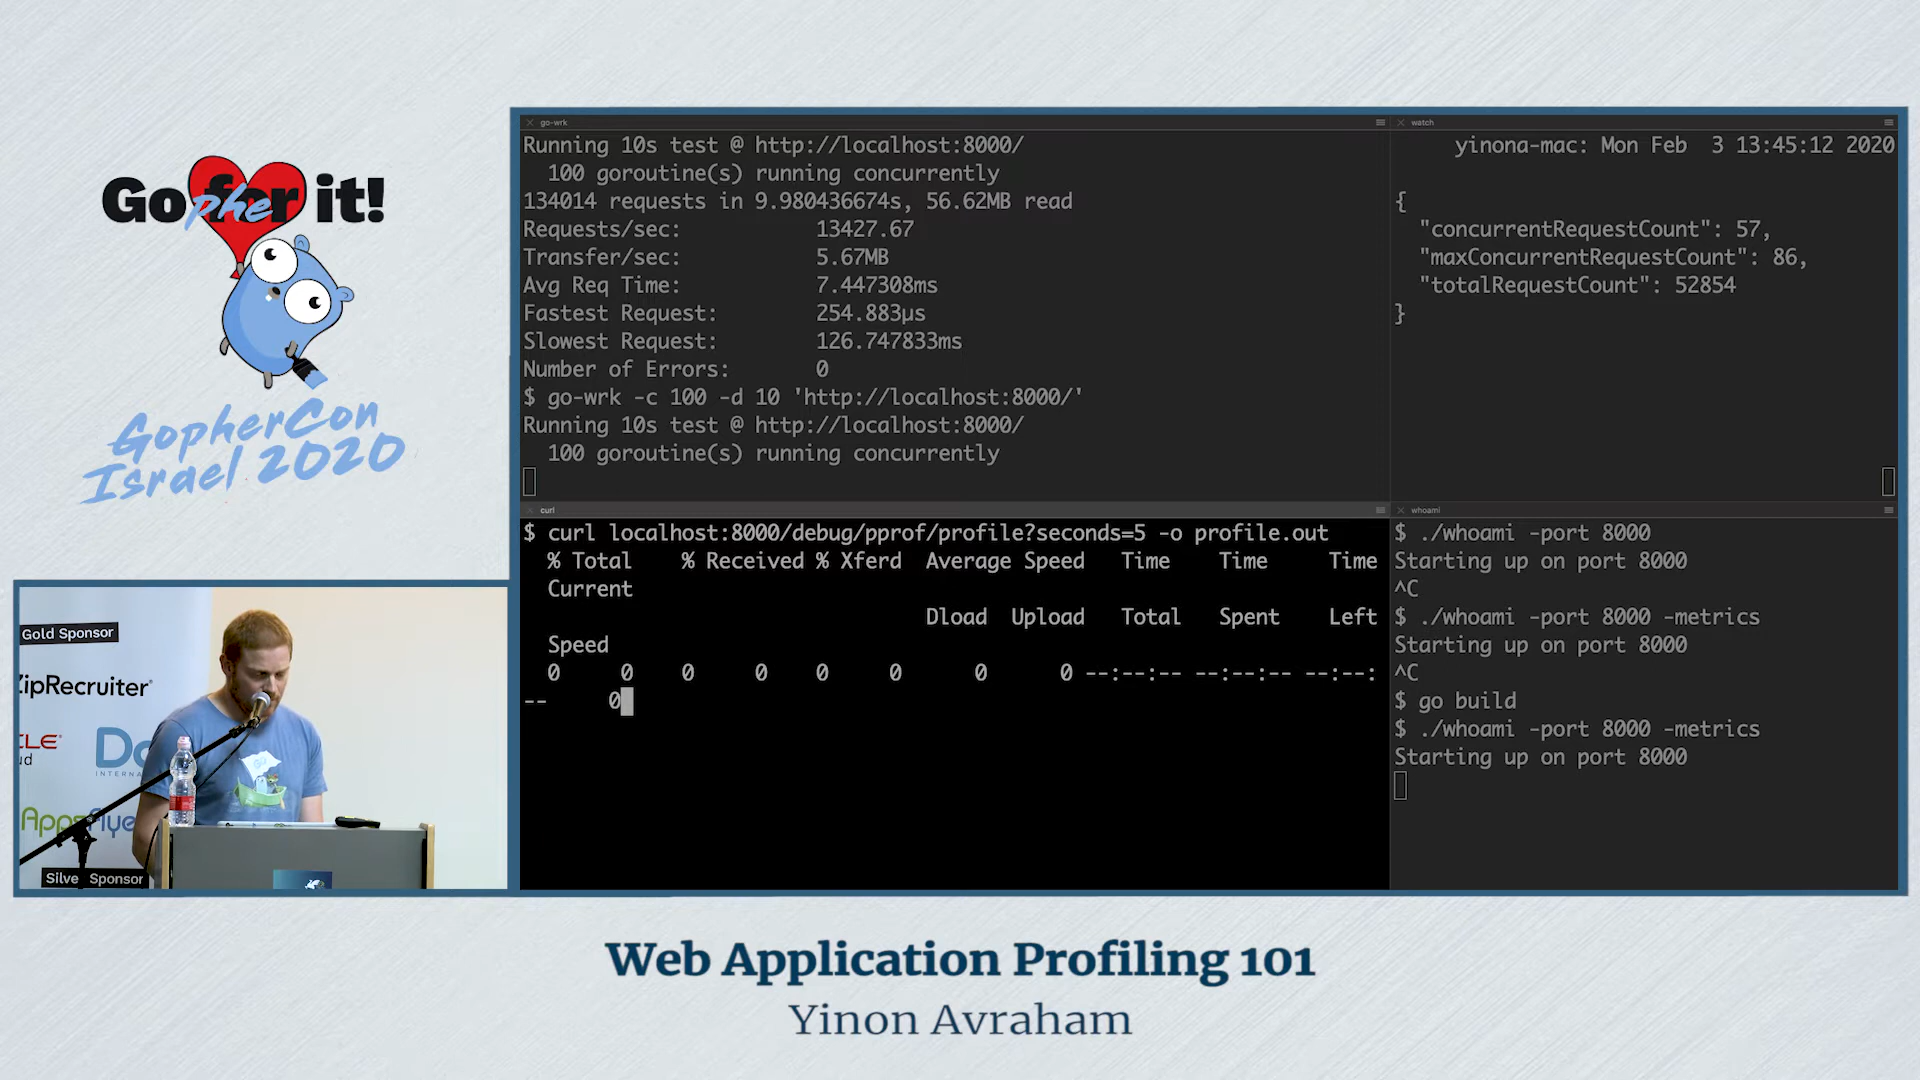 Gopher it!
GopherCon
Israel 2020
go-wrk
Running 10s test @ http://localhost:8000/
100 goroutine(s) running concurrently
134014 requests in 9.980436674s, 56.62MB read
Requests/sec: 13427.67
Transfer/sec: 5.67MB
Avg Req Time: 7.447308ms
Fastest Request: 254.883µs
Slowest Request: 126.747833ms
Number of Errors: 0
$ go-wrk -c 100 -d 10 'http://localhost:8000/'
Running 10s test @ http://localhost:8000/
100 goroutine(s) running concurrently
watch
yinona-mac: Mon Feb 3 13:45:12 2020
{
"concurrentRequestCount": 57,
"maxConcurrentRequestCount": 86,
"totalRequestCount": 52854
}
curl
$ curl localhost:8000/debug/pprof/profile?seconds=5 -o profile.out
% Total % Received % Xferd Average Speed Time Time Time
Current
Dload Upload Total Spent Left
Speed
0 0 0 0 0 0 0 0 --:--:-- --:--:-- --:--:
-- 0
whoami
$ ./whoami -port 8000
Starting up on port 8000
^C
$ ./whoami -port 8000 -metrics
Starting up on port 8000
^C
$ go build
$ ./whoami -port 8000 -metrics
Starting up on port 8000
Gold Sponsor
ZipRecruiter
Silver Sponsor
Web Application Profiling 101
Yinon Avraham